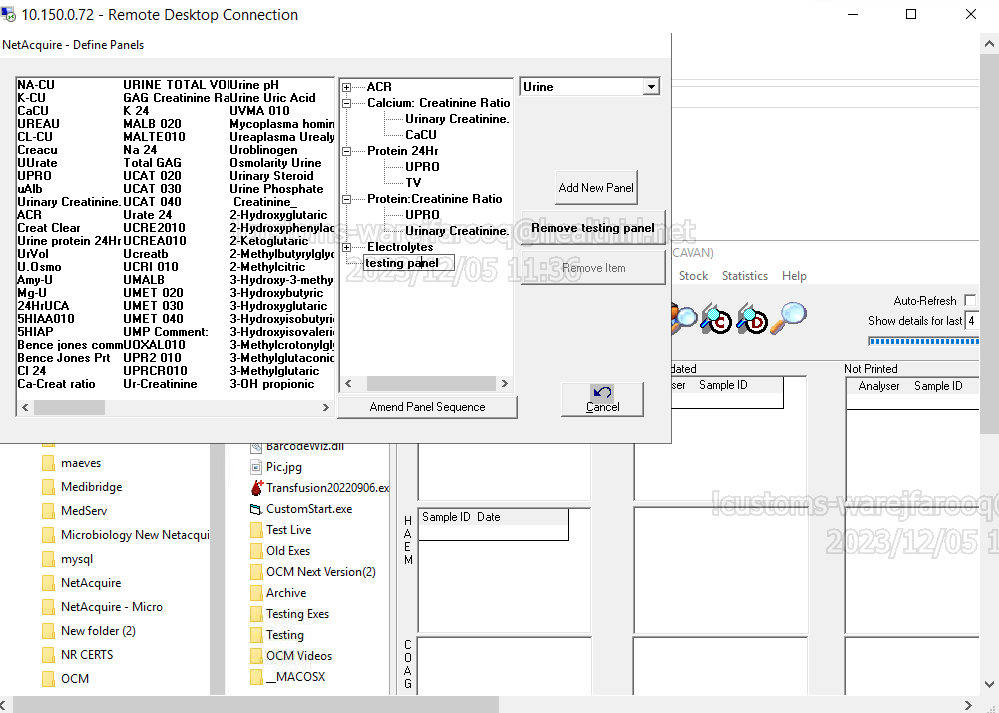 10.150.0.72 - Remote Desktop Connection
NetAcquire - Define Panels
NA-CU URINE TOTAL VOI Urine pH
K-CU GAG Creatinine Ra Urine Uric Acid
CaCU K 24 UVMA 010
UREAU MALB 020 Mycoplasma homin
CL-CU MALTE010 Ureaplasma Urealy
Creacu Na 24 Uroblinogen
UUrate Total GAG Osmolarity Urine
UPRO UCAT 020 Urinary Steroid
uAlb UCAT 030 Urine Phosphate
Urinary Creatinine. UCAT 040 Creatinine_
ACR Urate 24 2-Hydroxyglutaric
Creat Clear UCRE2010 2-Hydroxyphenylac
Urine protein 24Hr UCREA010 2-Ketoglutaric
UrVol Ucreatb 2-Methylbutyrylgly
U.Osmo UCRI 010 2-Methylcitric
Amy-U UMALB 3-Hydroxy-3-methy
Mg-U UMET 020 3-Hydroxybutyric
24HrUCA UMET 030 3-Hydroxyglutaric
5HIAA010 UMET 040 3-Hydroxyisobutyri
5HIAP UMP Comment: 3-Hydroxisovaleri
Bence jones comm UOXAL010 3-Methylcrotonylgly
Bence Jones Prt UPR2 010 3-Methylglutaconic
Cl 24 UPRCR010 3-Methylglutaric
Ca-Creat ratio Ur-Creatinine 3-OH propionic
ACR
Calcium: Creatinine Ratio
Urinary Creatinine.
CaCU
Protein 24Hr
UPRO
TV
Protein:Creatinine Ratio
UPRO
Urinary Creatinine.
Electrolytes
testing panel
Amend Panel Sequence
Urine
Add New Panel
Remove testing panel
Remove Item
Cancel
2023/12/05 11:36
CAVAN)
Stock Statistics Help
Auto-Refresh
Show details for last 4
C D
dated
ser Sample ID
Not Printed
Analyser Sample ID
maeves
Medibridge
MedServ
Microbiology New Netacqui
mysql
NetAcquire
NetAcquire - Micro
New folder (2)
NR CERTS
OCM
BarcodeWiz.dll
Pic.jpg
Transfusion20220906.ex
CustomStart.exe
Test Live
Old Exes
OCM Next Version(2)
Archive
Testing Exes
Testing
OCM Videos
__MACOSX
HAEM
Sample ID Date
COAG
2023/12/05 1